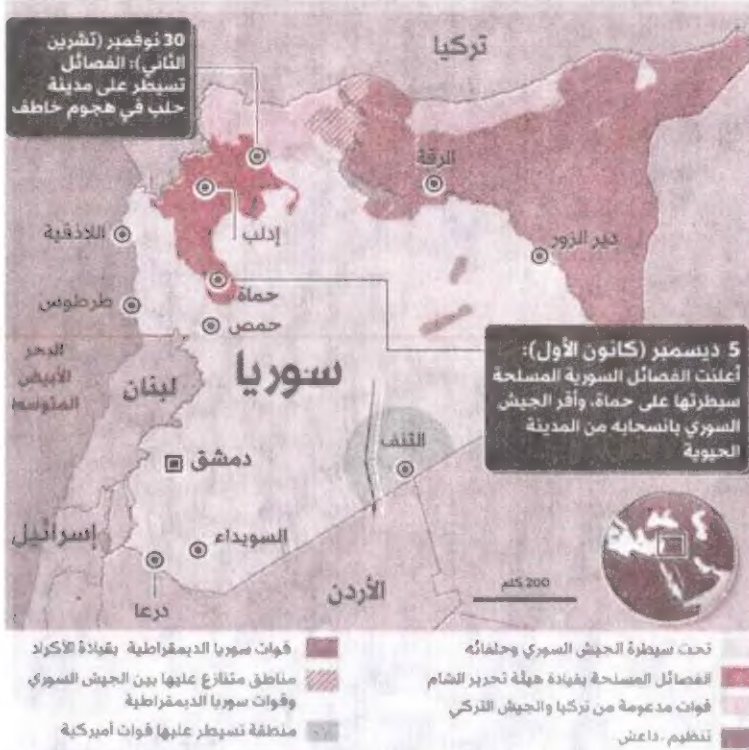 30 نوفمبر (تشرين
الثاني): الفصائل
تسيطر على مدينة
حلب في هجوم خاطف
تركيا
الرقة
اللاذقية
إدلب
دير الزور
حماة
طرطوس
حمص
البحر
الأبيض
المتوسط
لبنان
سوريا
5 ديسمبر (كانون الأول):
أعلنت الفصائل السورية المسلحة
سيطرتها على حماة، وأقر الجيش
السوري بانسحابه من المدينة
الحيوية
التنف
دمشق
إسرائيل
السويداء
درعا
الأردن
200 كلم
تحت سيطرة الجيش السوري وحلفائه
الفصائل المسلحة بقيادة هيئة تحرير الشام
قوات مدعومة من تركيا والجيش التركي
تنظيم داعش
قوات سوريا الديمقراطية بقيادة الأكراد
مناطق متنازع عليها بين الجيش السوري
وقوات سوريا الديمقراطية
منطقة تسيطر عليها قوات أميركية